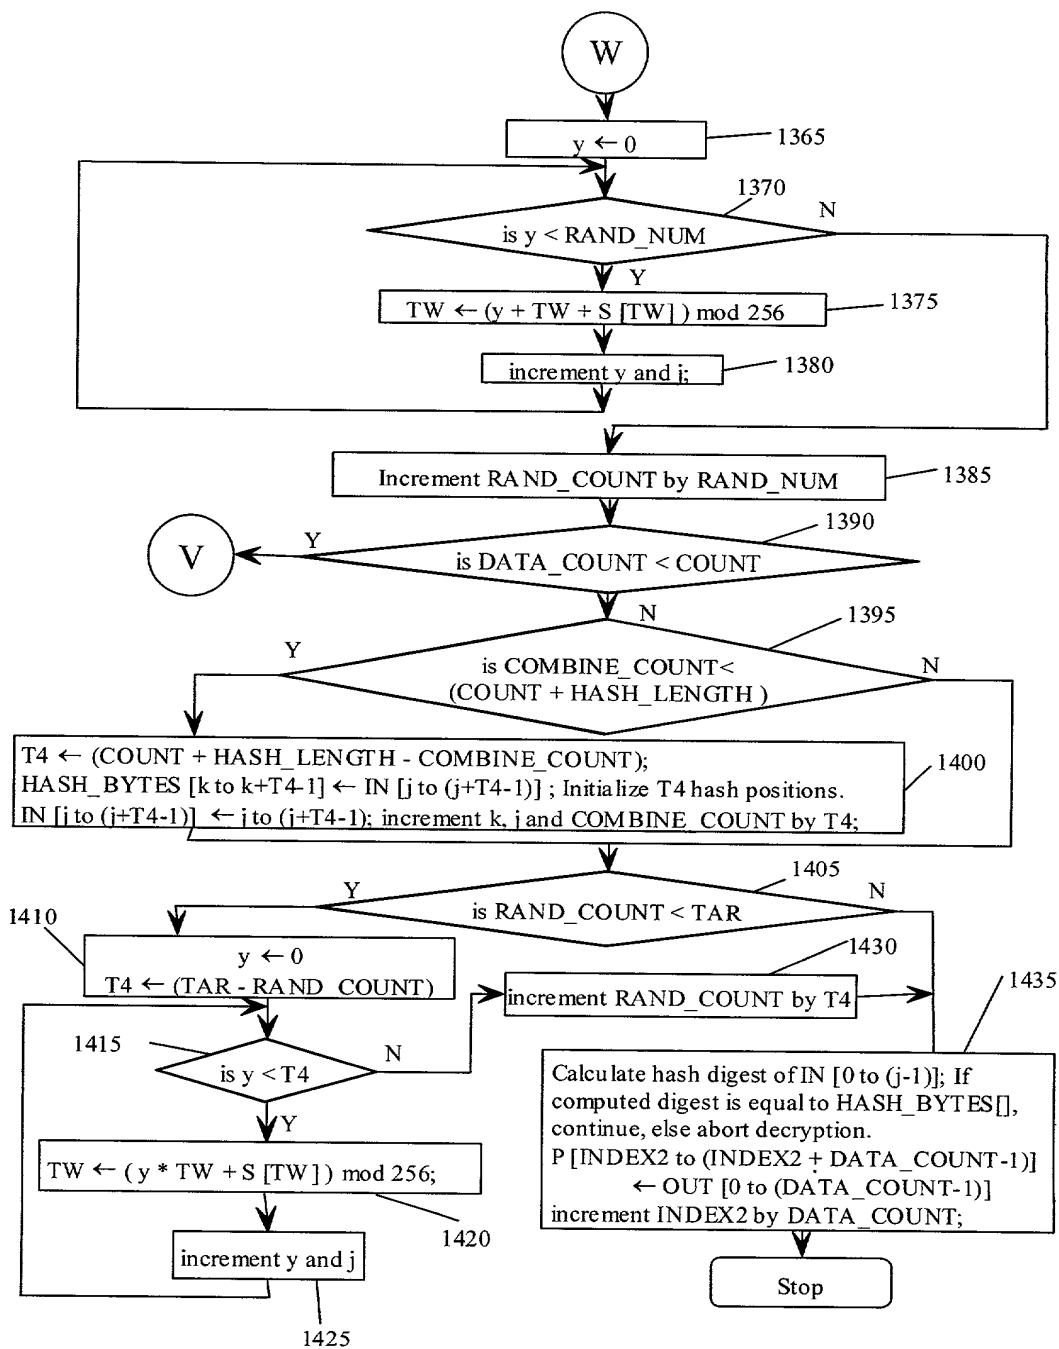 W
y ← 0
1365
1370
N
is y < RAND_NUM
Y
TW ← (y + TW + S [TW] ) mod 256
1375
increment y and j;
1380
Increment RAND_COUNT by RAND_NUM
1385
1390
V
Y
is DATA_COUNT < COUNT
N
1395
Y
is COMBINE_COUNT<
(COUNT + HASH_LENGTH )
N
T4 ← (COUNT + HASH_LENGTH - COMBINE_COUNT);
HASH_BYTES [k to k+T4-1] ← IN [j to (j+T4-1)] ; Initialize T4 hash positions.
IN [j to (j+T4-1)] ← j to (j+T4-1); increment k, j and COMBINE_COUNT by T4;
1400
1405
Y
is RAND_COUNT < TAR
N
1410
y ← 0
T4 ← (TAR - RAND_COUNT)
1430
increment RAND_COUNT by T4
1435
1415
is y < T4
N
Y
TW ← ( y * TW + S [TW] ) mod 256;
1420
increment y and j
1425
Calculate hash digest of IN [0 to (j-1)]; If
computed digest is equal to HASH_BYTES[],
continue, else abort decryption.
P [INDEX2 to (INDEX2 + DATA_COUNT-1)]
← OUT [0 to (DATA_COUNT-1)]
increment INDEX2 by DATA_COUNT;
Stop